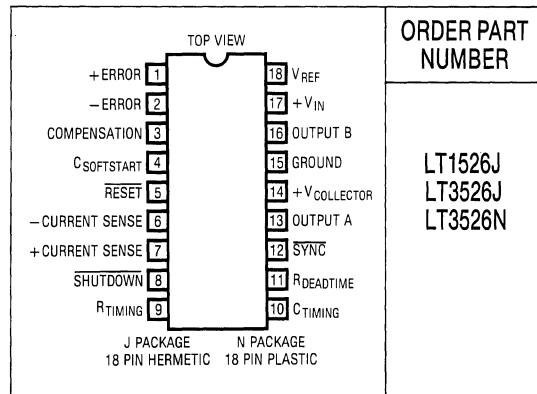 TOP VIEW
+ERROR 1
−ERROR 2
COMPENSATION 3
CSOFTSTART 4
RESET 5
−CURRENT SENSE 6
+CURRENT SENSE 7
SHUTDOWN 8
RTIMING 9
18 VREF
17 +VIN
16 OUTPUT B
15 GROUND
14 +VCOLLECTOR
13 OUTPUT A
12 SYNC
11 RDEADTIME
10 CTIMING
J PACKAGE
18 PIN HERMETIC
N PACKAGE
18 PIN PLASTIC
ORDER PART
NUMBER
LT1526J
LT3526J
LT3526N